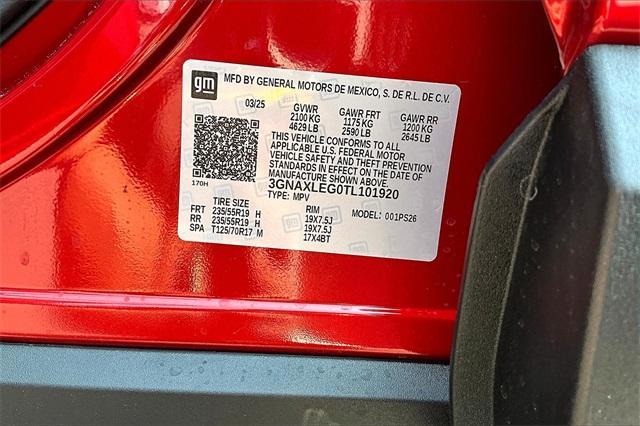 gm
MFD BY GENERAL MOTORS DE MEXICO, S. DE R.L. DE C.V.
03/25 GVWR GAWR FRT GAWR RR
2100 KG 1175 KG 1200 KG
4629 LB 2590 LB 2645 LB
THIS VEHICLE CONFORMS TO ALL
APPLICABLE U.S. FEDERAL MOTOR
VEHICLE SAFETY AND THEFT PREVENTION
STANDARDS IN EFFECT ON THE DATE OF
MANUFACTURE SHOWN ABOVE.
170H 3GNAXLEG0TL101920
TYPE: MPV
TIRE SIZE RIM MODEL: 001PS26
FRT 235/55R19 H 19X7.5J
RR 235/55R19 H 19X7.5J
SPA T125/70R17 M 17X4BT